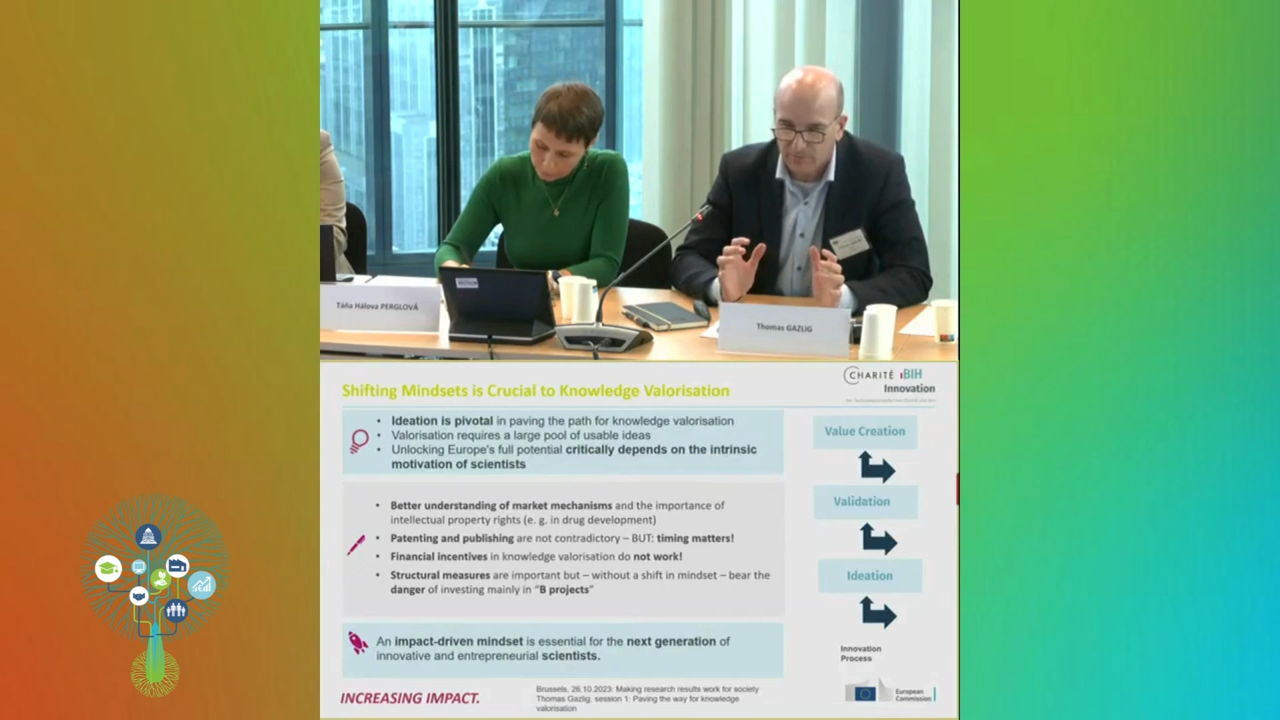 Táňa Hálova PERGLOVÁ
Thomas GAZLIG
CHARITÉ BIH
Innovation
Shifting Mindsets is Crucial to Knowledge Valorisation
• Ideation is pivotal in paving the path for knowledge valorisation
• Valorisation requires a large pool of usable ideas
• Unlocking Europe's full potential critically depends on the intrinsic
motivation of scientists
• Better understanding of market mechanisms and the importance of
intellectual property rights (e. g. in drug development)
• Patenting and publishing are not contradictory – BUT: timing matters!
• Financial incentives in knowledge valorisation do not work!
• Structural measures are important but – without a shift in mindset – bear the
danger of investing mainly in “B projects”
An impact-driven mindset is essential for the next generation of
innovative and entrepreneurial scientists.
Value Creation
Validation
Ideation
Innovation
Process
INCREASING IMPACT.
Brussels, 26.10.2023: Making research results work for society
Thomas Gazlig, session 1: Paving the way for knowledge
valorisation
European
Commission